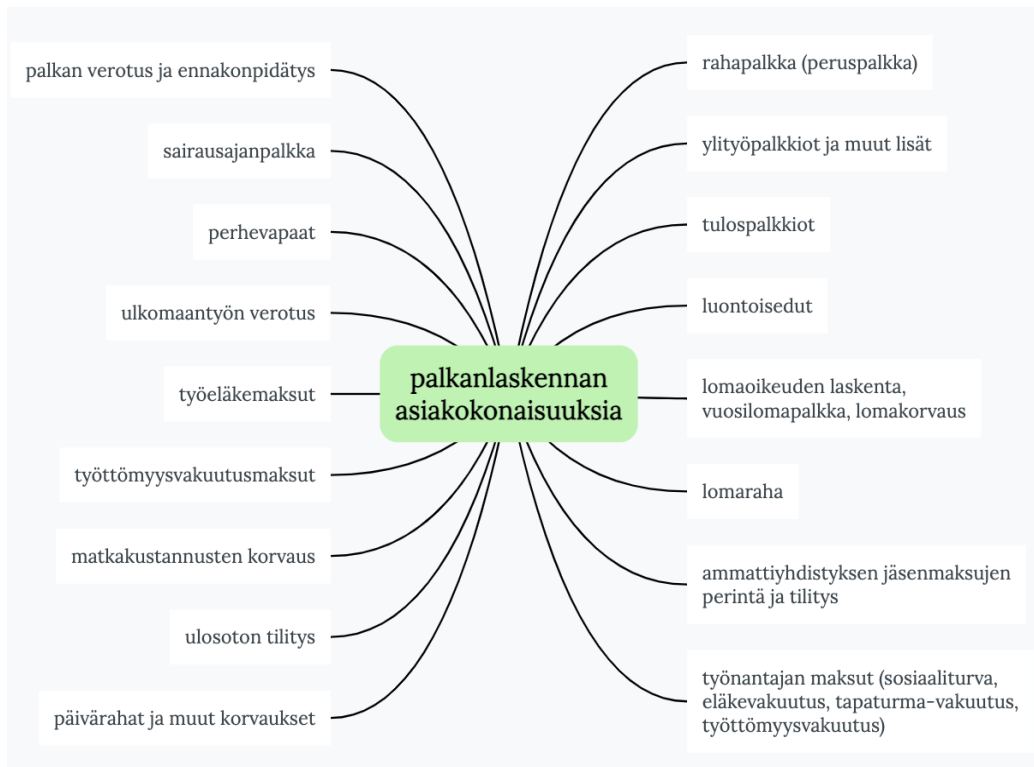 palkanlaskennan
asiakokonaisuuksia
palkan verotus ja ennakonpidätys
sairausajanpalkka
perhevapaat
ulkomaantyön verotus
työeläkemaksut
työttömyysvakuutusmaksut
matkakustannusten korvaus
ulosoton tilitys
päivärahat ja muut korvaukset
rahapalkka (peruspalkka)
ylityöpalkkiot ja muut lisät
tulospalkkiot
luontoisedut
lomaoikeuden laskenta,
vuosilomapalkka, lomakorvaus
lomaraha
ammattiyhdistyksen jäsenmaksujen
perintä ja tilitys
työnantajan maksut (sosiaaliturva,
eläkevakuutus, tapaturma-vakuutus,
työttömyysvakuutus)